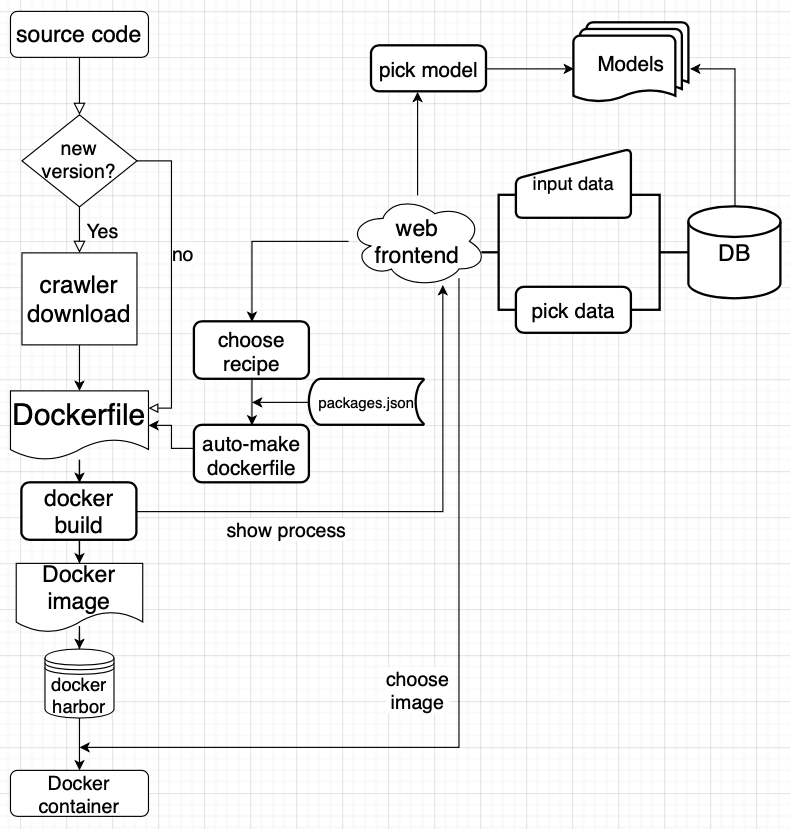 source code
new
version?
Yes
no
crawler
download
Dockerfile
docker
build
Docker
image
docker
harbor
Docker
container
choose
recipe
packages.json
auto-make
dockerfile
show process
choose
image
pick model
Models
web
frontend
input data
pick data
DB